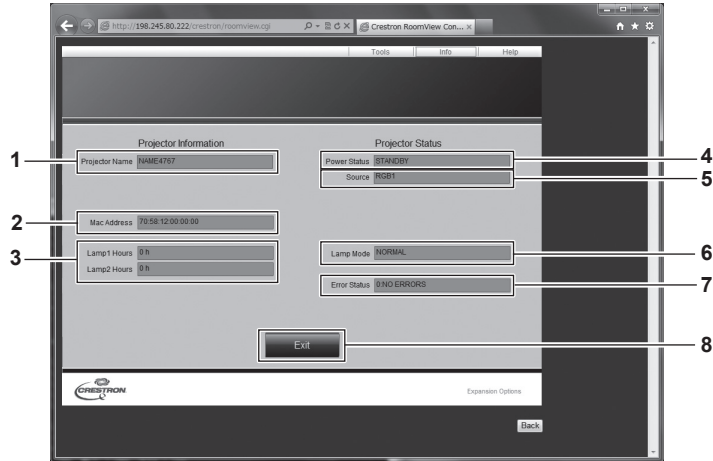 http://198.245.80.222/crestron/roomview.cgi
Crestron RoomView Con...
Tools Info Help
Projector Information
Projector Status
1
Projector Name NAME4767
Power Status STANDBY
4
Source RGB1
5
2
Mac Address 70:58:12:00:00:00
3
Lamp1 Hours 0 h
Lamp2 Hours 0 h
Lamp Mode NORMAL
6
Error Status 0:NO ERRORS
7
Exit
8
CRESTRON
Expansion Options
Back